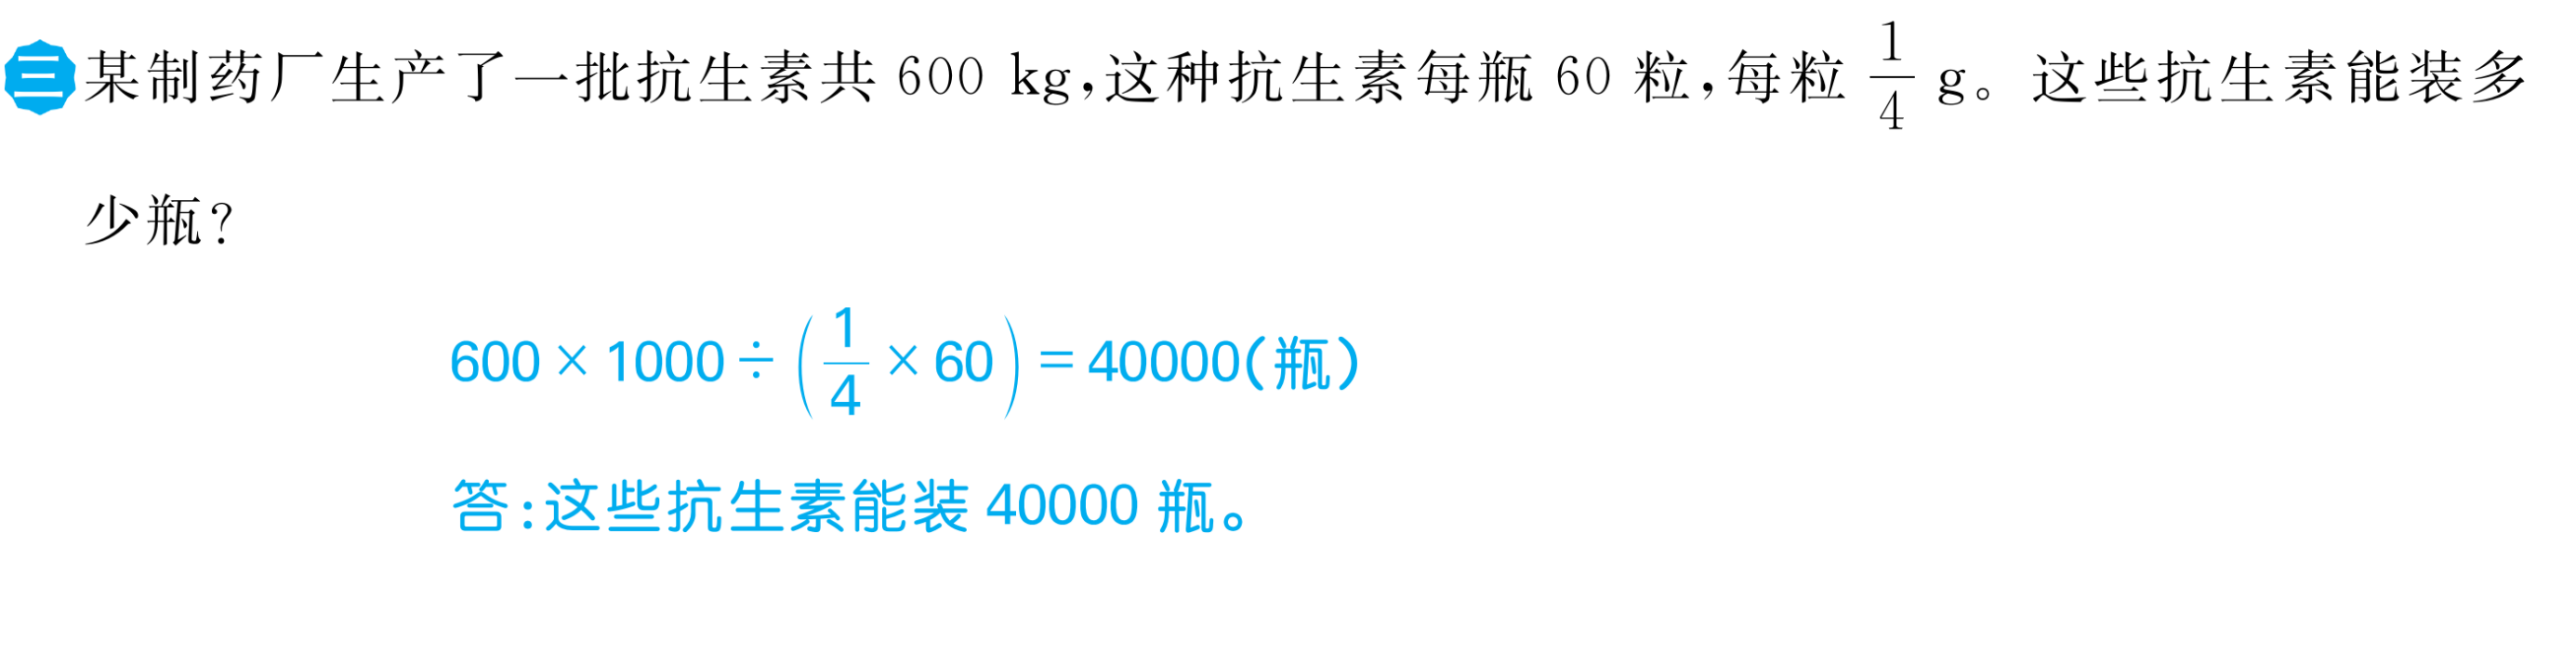 三 某制药厂生产了一批抗生素共 600 kg,这种抗生素每瓶 60 粒,每粒 1/4 g。这些抗生素能装多
少瓶?
600 × 1000 ÷ (1/4 × 60) = 40000(瓶)
答:这些抗生素能装 40000 瓶。